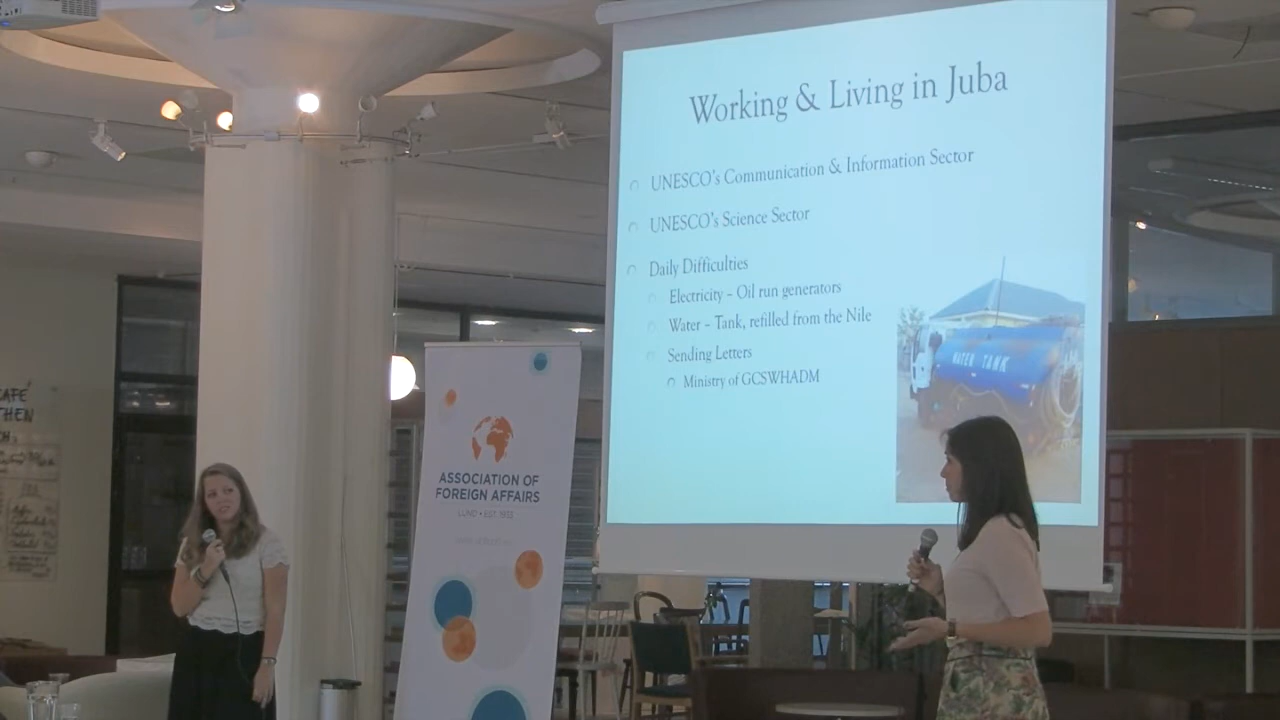 Working & Living in Juba
UNESCO's Communication & Information Sector
UNESCO's Science Sector
Daily Difficulties
Electricity – Oil run generators
Water – Tank, refilled from the Nile
Sending Letters
Ministry of GCSWHADM
WATER TANK
ASSOCIATION OF
FOREIGN AFFAIRS
LUND • EST. 1935
CAFÉ